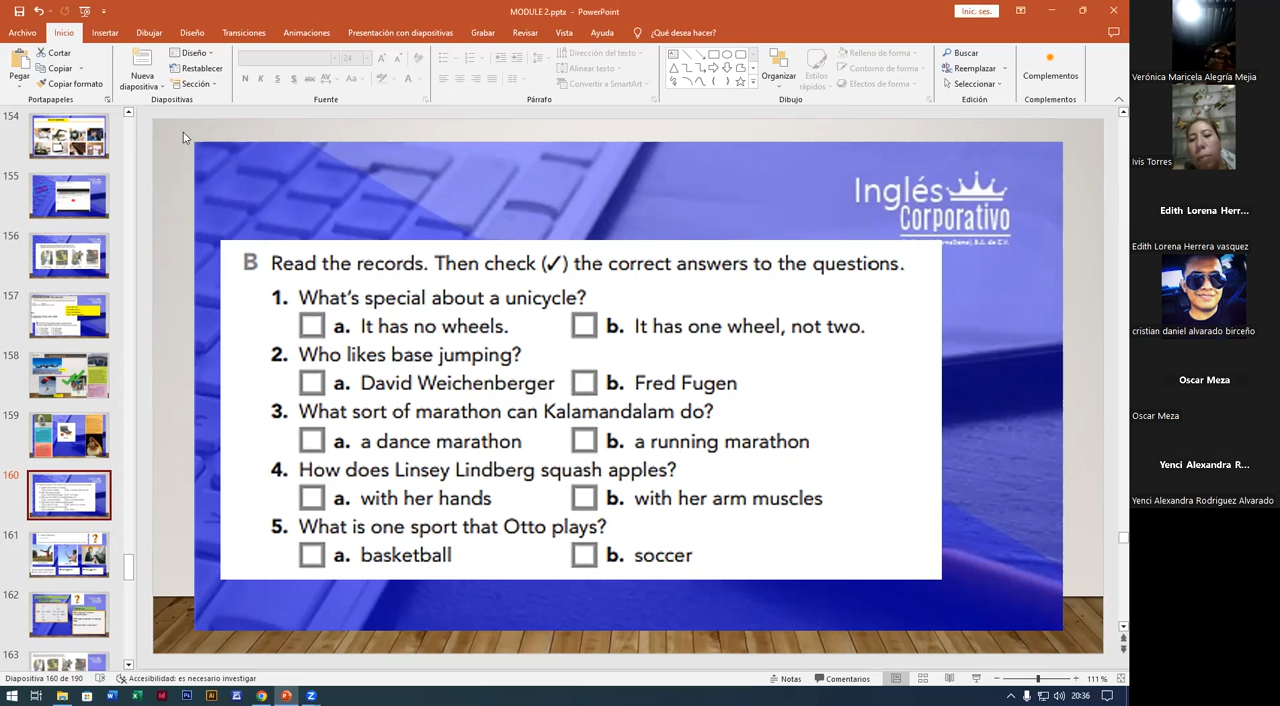 MODULE 2.pptx - PowerPoint
Inic. ses.
Archivo Inicio Insertar Dibujar Diseño Transiciones Animaciones Presentación con diapositivas Grabar Revisar Vista Ayuda ¿Qué desea hacer?
Pegar
Cortar
Copiar
Copiar formato
Portapapeles
Nueva diapositiva
Diseño
Restablecer
Sección
Diapositivas
24
N K S S abc AV Aa A
Fuente
Dirección del texto
Alinear texto
Convertir a SmartArt
Párrafo
Organizar
Estilos rápidos
Relleno de forma
Contorno de forma
Efectos de forma
Dibujo
Buscar
Reemplazar
Seleccionar
Edición
Complementos
Complementos
154
155
156
157
158
159
160
161
162
163
Inglés
Corporativo
B Read the records. Then check (✓) the correct answers to the questions.
1. What's special about a unicycle?
a. It has no wheels. b. It has one wheel, not two.
2. Who likes base jumping?
a. David Weichenberger b. Fred Fugen
3. What sort of marathon can Kalamandalam do?
a. a dance marathon b. a running marathon
4. How does Linsey Lindberg squash apples?
a. with her hands b. with her arm muscles
5. What is one sport that Otto plays?
a. basketball b. soccer
Verónica Maricela Alegría Mejia
Ivis Torres
Edith Lorena Herr...
Edith Lorena Herrera vasquez
cristian daniel alvarado birceño
Oscar Meza
Oscar Meza
Yenci Alexandra R...
Yenci Alexandra Rodriguez Alvarado
Diapositiva 160 de 190 Accesibilidad: es necesario investigar Notas Comentarios 111 %
20:36